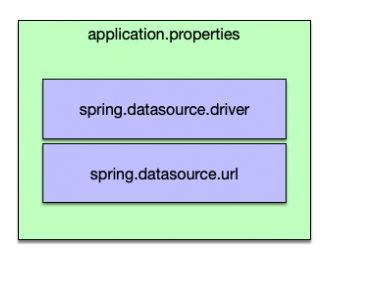 application.properties
spring.datasource.driver
spring.datasource.url